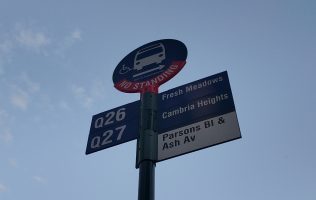 NO STANDING
Q26
Q27
Fresh Meadows
Cambria Heights
Parsons Bl &
Ash Av